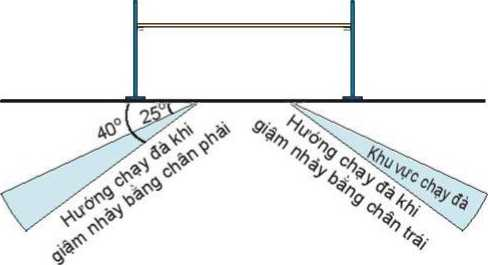 40°
25°
Hướng chạy đà khi
giậm nhảy bằng chân phải
Hướng chạy đà khi
giậm nhảy bằng chân trái
Khu vực chạy đà